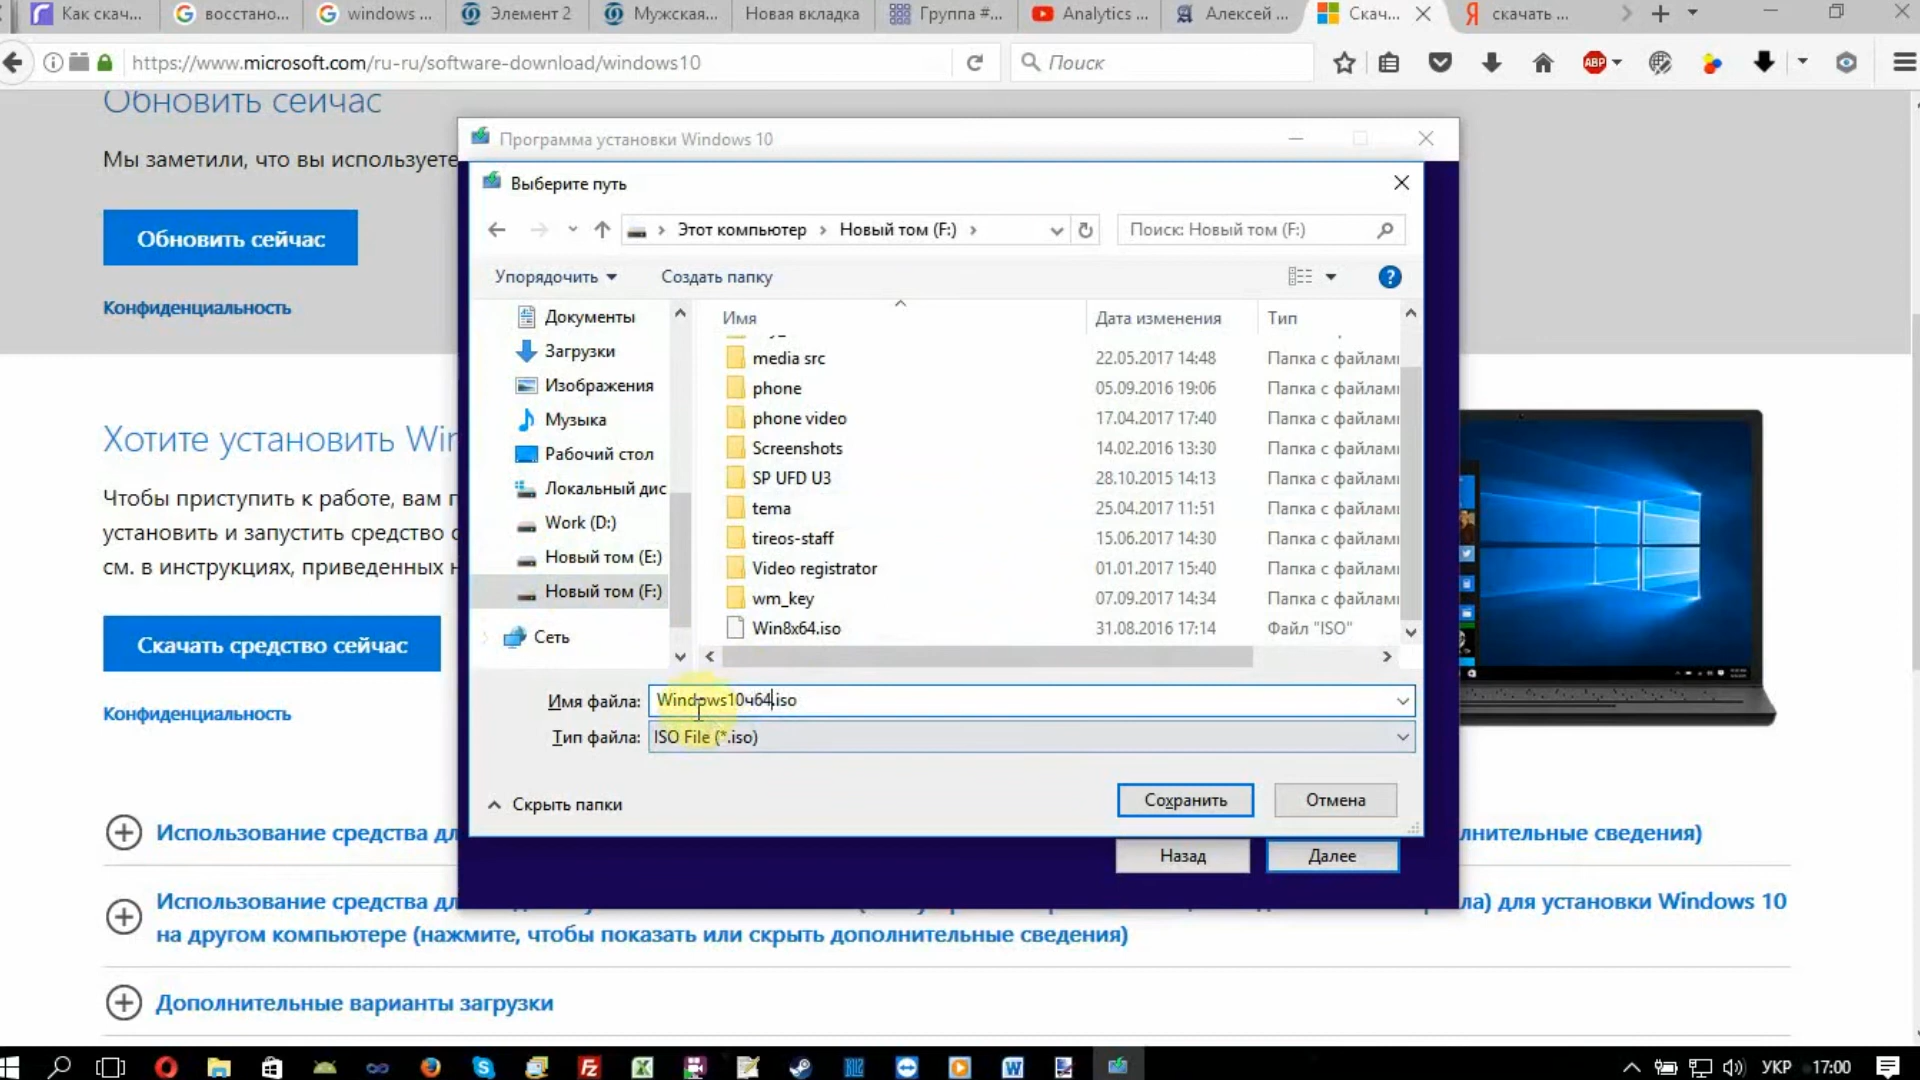 Как скач...
восстано...
windows ...
Элемент 2
Мужская...
Новая вкладка
Группа #...
Analytics ...
Алексей ...
Скач...
скачать ...
https://www.microsoft.com/ru-ru/software-download/windows10
Поиск
ABP
Обновить сейчас
Мы заметили, что вы используете
Обновить сейчас
Конфиденциальность
Хотите установить Wir
Чтобы приступить к работе, вам п
установить и запустить средство с
см. в инструкциях, приведенных н
Скачать средство сейчас
Конфиденциальность
Программа установки Windows 10
Выберите путь
Этот компьютер
Новый том (F:)
Поиск: Новый том (F:)
Упорядочить
Создать папку
Документы
Загрузки
Изображения
Музыка
Рабочий стол
Локальный дис
Work (D:)
Новый том (E:)
Новый том (F:)
Сеть
Имя Дата изменения Тип
media src 22.05.2017 14:48 Папка с файлами
phone 05.09.2016 19:06 Папка с файлами
phone video 17.04.2017 17:40 Папка с файлами
Screenshots 14.02.2016 13:30 Папка с файлами
SP UFD U3 28.10.2015 14:13 Папка с файлами
tema 25.04.2017 11:51 Папка с файлами
tireos-staff 15.06.2017 14:30 Папка с файлами
Video registrator 01.01.2017 15:40 Папка с файлами
wm_key 07.09.2017 14:34 Папка с файлами
Win8x64.iso 31.08.2016 17:14 Файл "ISO"
Имя файла: Windows10ч64.iso
Тип файла: ISO File (*.iso)
Скрыть папки
Сохранить
Отмена
Назад
Далее
Использование средства дл
лнительные сведения)
Использование средства дл
ла) для установки Windows 10
на другом компьютере (нажмите, чтобы показать или скрыть дополнительные сведения)
Дополнительные варианты загрузки
УКР 17:00